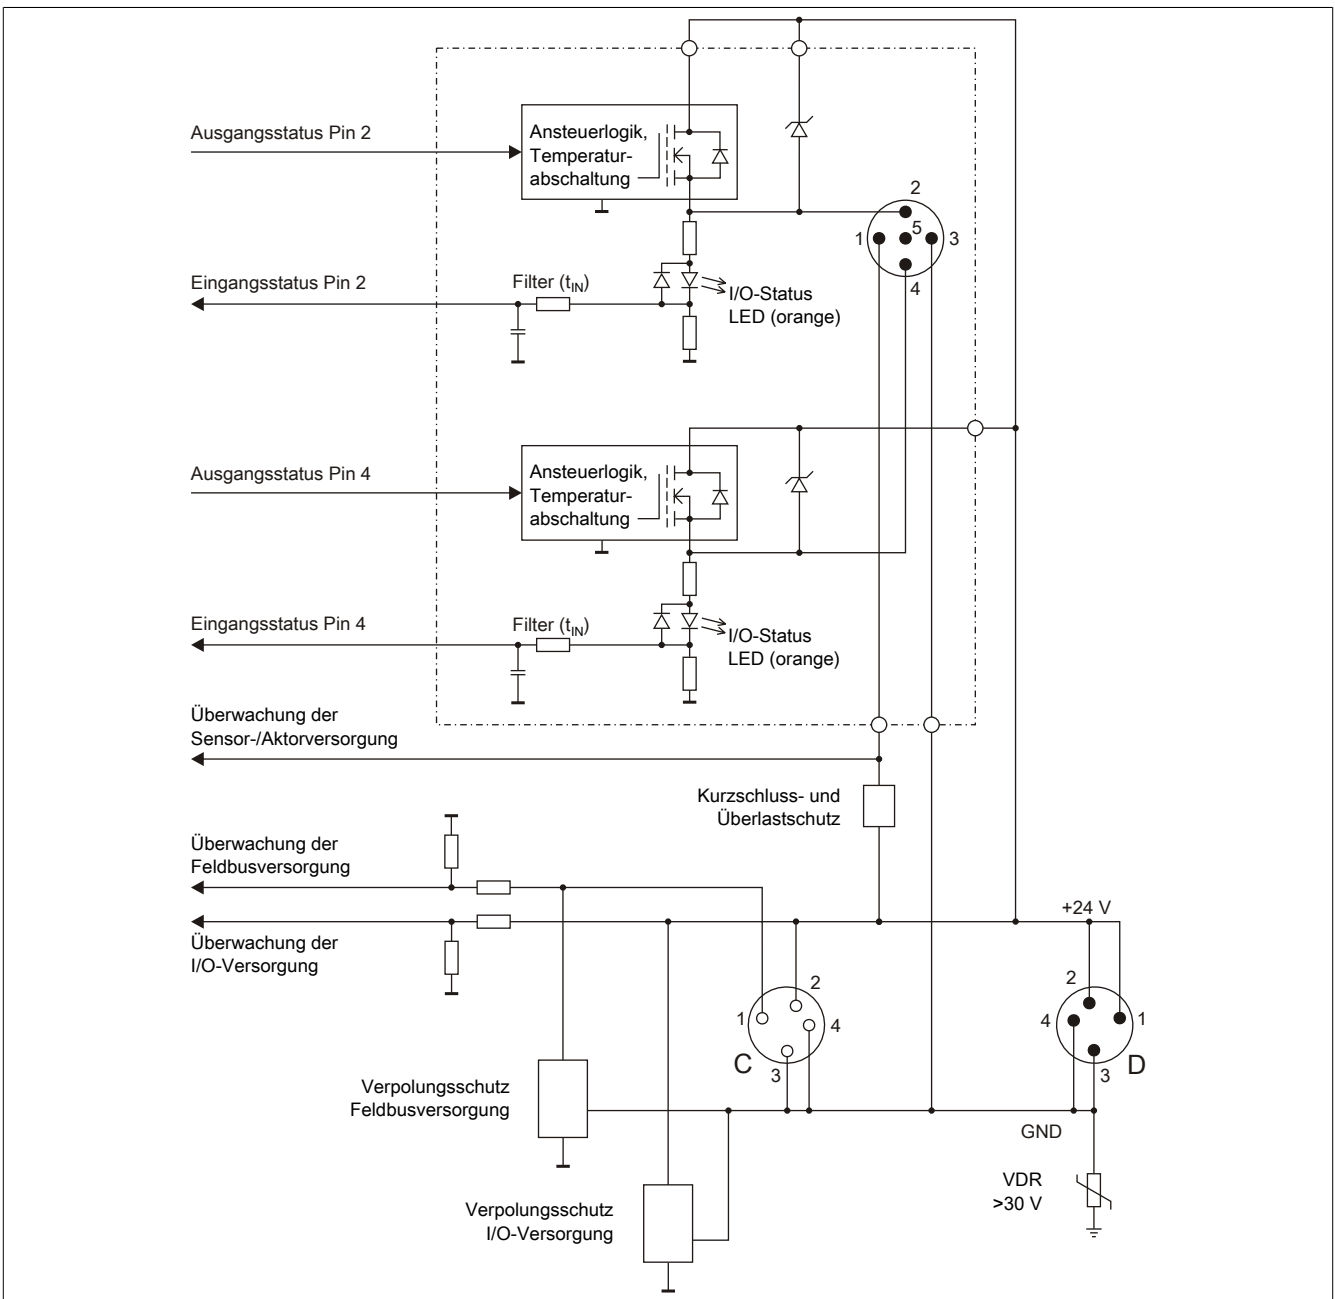 Ausgangsstatus Pin 2
Ansteuerlogik,
Temperatur-
abschaltung
2
1
5
3
4
Eingangsstatus Pin 2
Filter (tIN)
I/O-Status
LED (orange)
Ausgangsstatus Pin 4
Ansteuerlogik,
Temperatur-
abschaltung
Eingangsstatus Pin 4
Filter (tIN)
I/O-Status
LED (orange)
Überwachung der
Sensor-/Aktorversorgung
Kurzschluss- und
Überlastschutz
Überwachung der
Feldbusversorgung
+24 V
Überwachung der
I/O-Versorgung
2
1
4
3
C
2
4
1
3
D
Verpolungsschutz
Feldbusversorgung
GND
VDR
>30 V
Verpolungsschutz
I/O-Versorgung